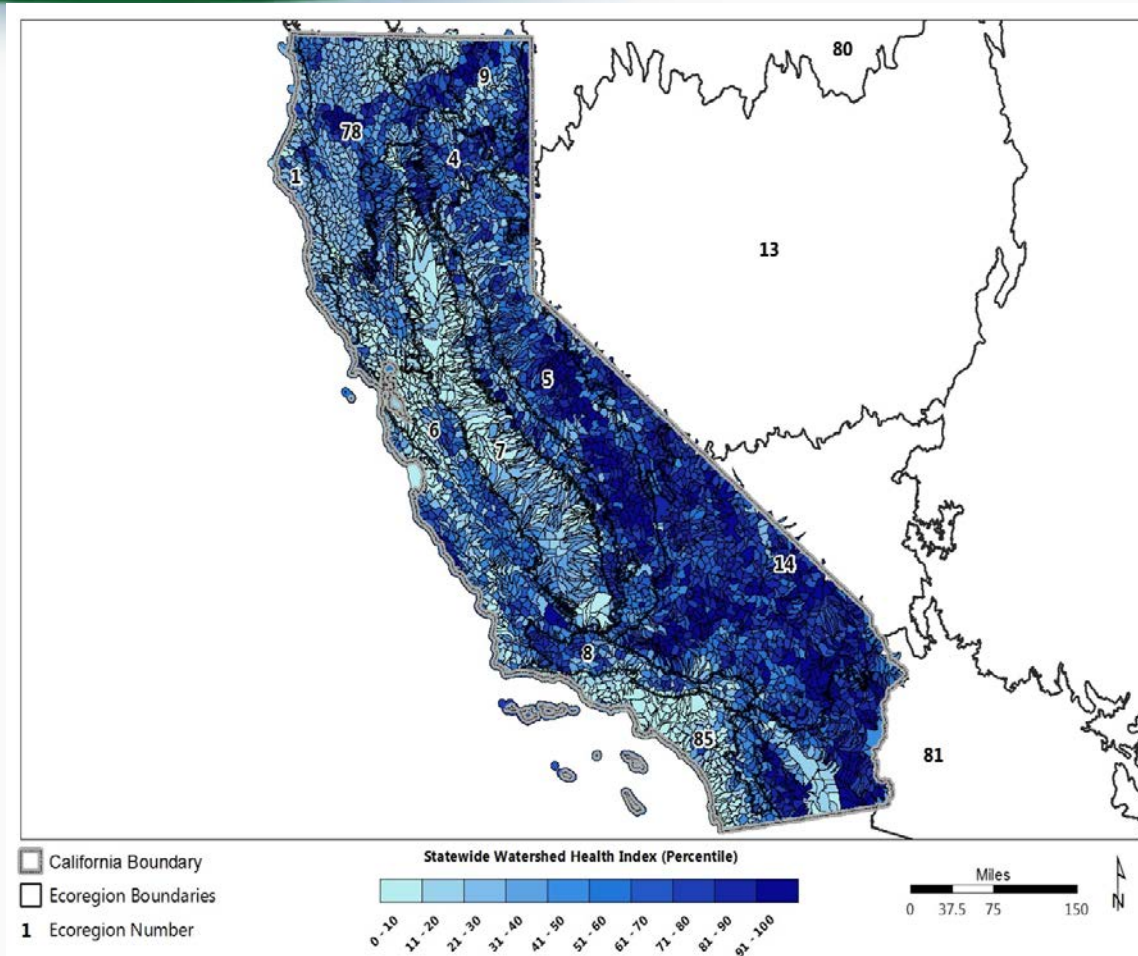 80
9
78
4
1
13
5
6
7
14
8
85
81
California Boundary
Ecoregion Boundaries
1 Ecoregion Number
Statewide Watershed Health Index (Percentile)
0 - 10
11 - 20
21 - 30
31 - 40
41 - 50
51 - 60
61 - 70
71 - 80
81 - 90
91 - 100
Miles
0 37.5 75 150
N